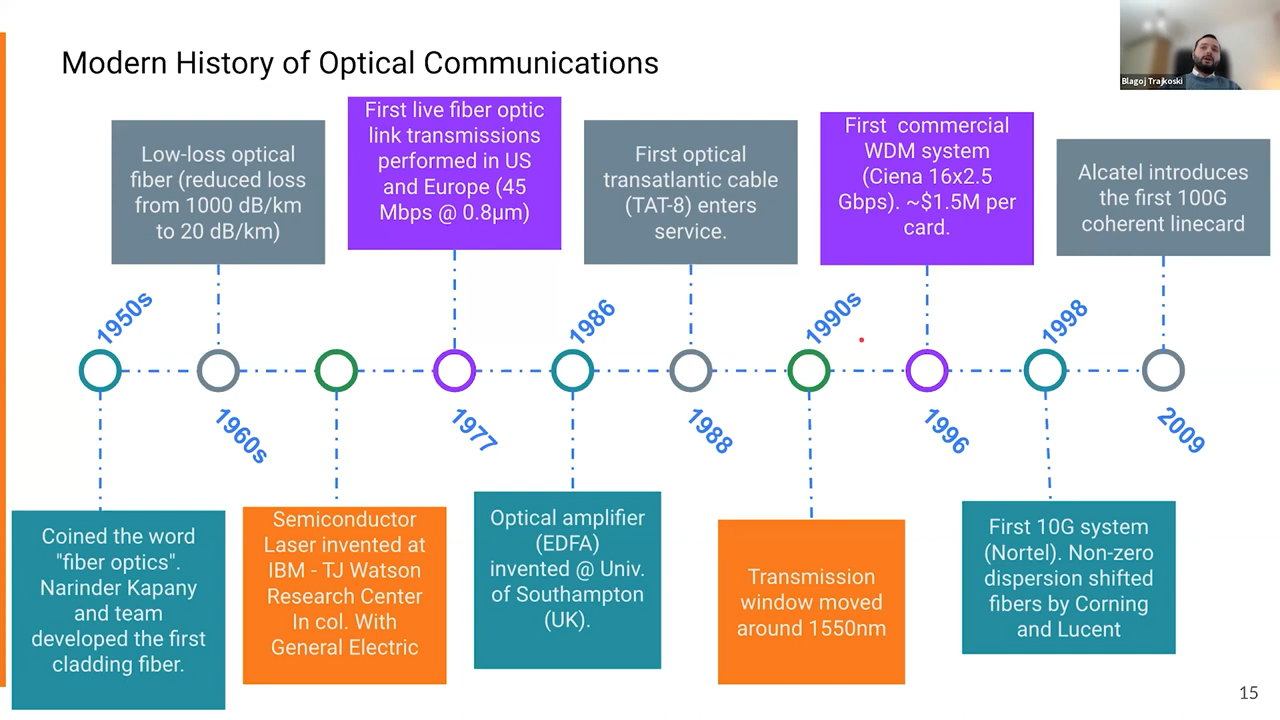 Modern History of Optical Communications
Blagoj Trajkoski
Low-loss optical
fiber (reduced loss
from 1000 dB/km
to 20 dB/km)
First live fiber optic
link transmissions
performed in US
and Europe (45
Mbps @ 0.8µm)
First optical
transatlantic cable
(TAT-8) enters
service.
First commercial
WDM system
(Ciena 16x2.5
Gbps). ~$1.5M per
card.
Alcatel introduces
the first 100G
coherent linecard
1950s
1986
1990s
1998
1960s
1977
1988
1996
2009
Coined the word
"fiber optics".
Narinder Kapany
and team
developed the first
cladding fiber.
Semiconductor
Laser invented at
IBM - TJ Watson
Research Center
In col. With
General Electric
Optical amplifier
(EDFA)
invented @ Univ.
of Southampton
(UK).
Transmission
window moved
around 1550nm
First 10G system
(Nortel). Non-zero
dispersion shifted
fibers by Corning
and Lucent
15